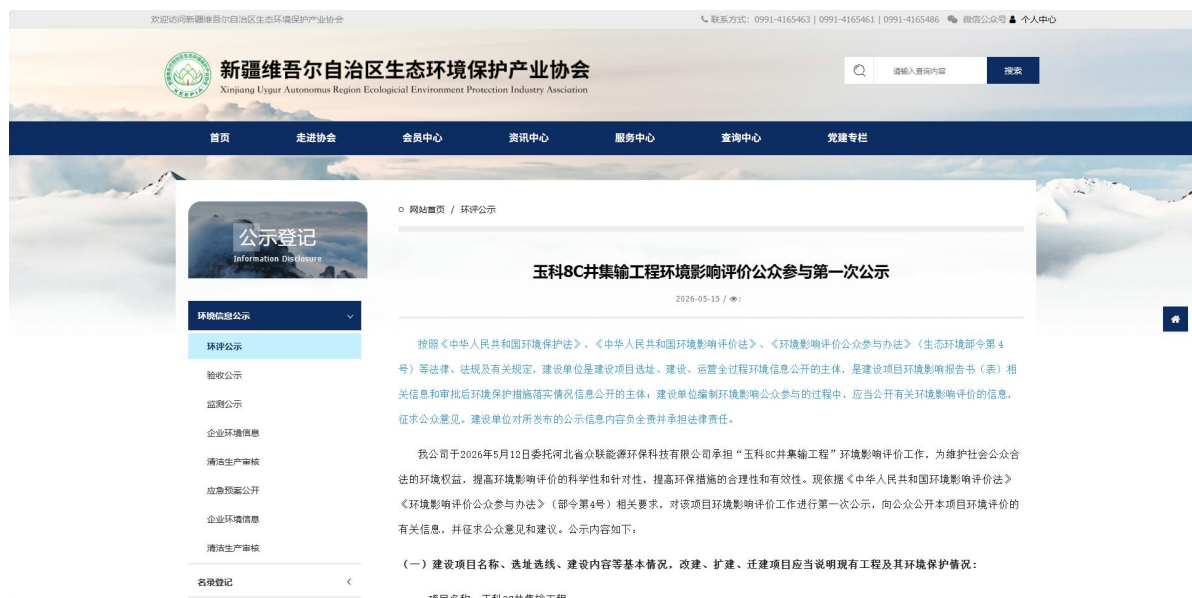 欢迎访问新疆维吾尔自治区生态环境保护产业协会
联系方式：0991-4165463 | 0991-4165461 | 0991-4165486 微信公众号 个人中心
新疆维吾尔自治区生态环境保护产业协会
Xinjiang Uygur Autonomus Region Ecologicial Environment Protection Industry Assciation
XEEPIA
请输入查询内容
搜索
首页 走进协会 会员中心 资讯中心 服务中心 查询中心 党建专栏
公示登记
Information Disclosure
环境信息公示
环评公示
验收公示
监测公示
企业环境信息
清洁生产审核
应急预案公开
企业环境信息
清洁生产审核
名录登记
网站首页 / 环评公示
玉科8C井集输工程环境影响评价公众参与第一次公示
2026-05-15 / :
按照《中华人民共和国环境保护法》、《中华人民共和国环境影响评价法》、《环境影响评价公众参与办法》（生态环境部令第 4
号）等法律、法规及有关规定，建设单位是建设项目选址、建设、运营全过程环境信息公开的主体，是建设项目环境影响报告书（表）相
关信息和审批后环境保护措施落实情况信息公开的主体；建设单位编制环境影响公众参与的过程中，应当公开有关环境影响评价的信息，
征求公众意见。建设单位对所发布的公示信息内容负全责并承担法律责任。
我公司于2026年5月12日委托河北省众联能源环保科技有限公司承担“玉科8C井集输工程”环境影响评价工作，为维护社会公众合
法的环境权益，提高环境影响评价的科学性和针对性，提高环保措施的合理性和有效性。现依据《中华人民共和国环境影响评价法》
《环境影响评价公众参与办法》（部令第4号）相关要求，对该项目环境影响评价工作进行第一次公示，向公众公开本项目环境评价的
有关信息，并征求公众意见和建议。公示内容如下：
（一）建设项目名称、选址选线、建设内容等基本情况，改建、扩建、迁建项目应当说明现有工程及其环境保护情况：
项目名称：玉科8C井集输工程